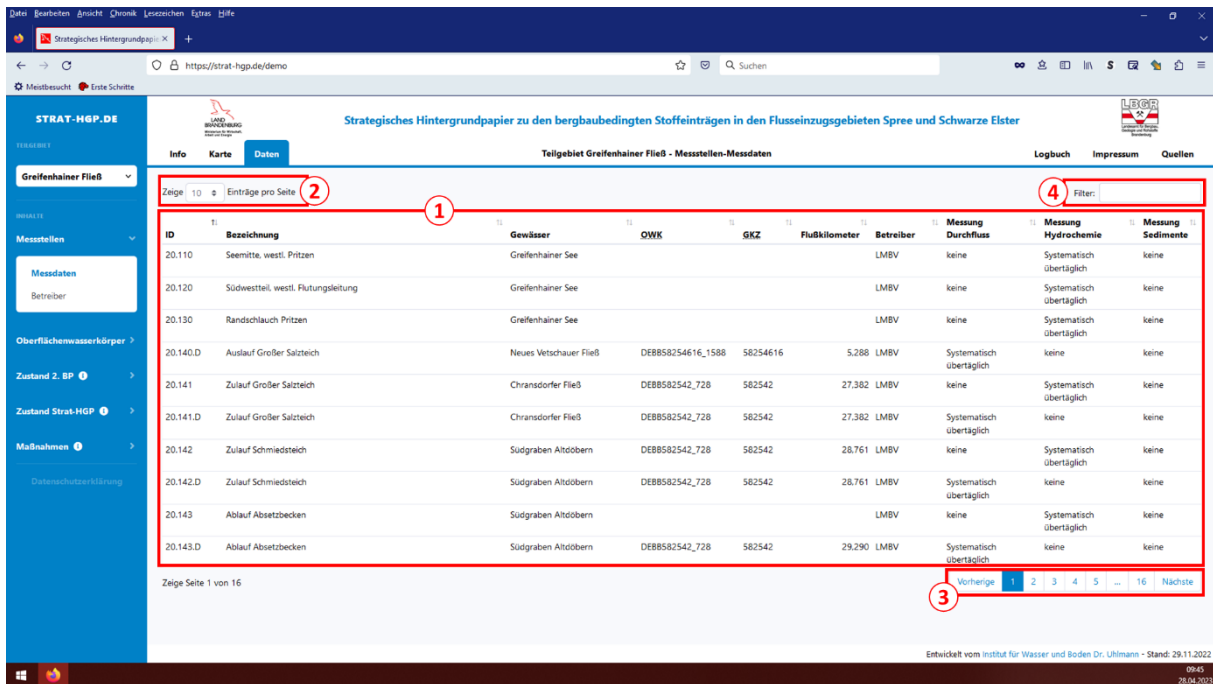 Datei Bearbeiten Ansicht Chronik Lesezeichen Extras Hilfe
Strategisches Hintergrundpapie
https://strat-hgp.de/demo
Suchen
Meistbesucht Erste Schritte
STRAT-HGP.DE
LAND BRANDENBURG
Strategisches Hintergrundpapier zu den bergbaubedingten Stoffeinträgen in den Flusseinzugsgebieten Spree und Schwarze Elster
LBGR
TEILGEBIET
Info Karte Daten
Teilgebiet Greifenhainer Fließ - Messstellen-Messdaten
Logbuch Impressum Quellen
Greifenhainer Fließ
Zeige 10 Einträge pro Seite 2
4 Filter:
INHALTE
Messstellen
Messdaten
Betreiber
Oberflächenwasserkörper
Zustand 2. BP
Zustand Strat-HGP
Maßnahmen
Datenschutzerklärung
1
ID Bezeichnung Gewässer OWK GKZ Flußkilometer Betreiber Messung Durchfluss Messung Hydrochemie Messung Sedimente
20.110 Seemitte, westl. Pritzen Greifenhainer See LMBV keine Systematisch übertäglich keine
20.120 Südwestteil, westl. Flutungsleitung Greifenhainer See LMBV keine Systematisch übertäglich keine
20.130 Randschlauch Pritzen Greifenhainer See LMBV keine Systematisch übertäglich keine
20.140.D Auslauf Großer Salzteich Neues Vetschauer Fließ DEBB58254616_1588 58254616 5,288 LMBV Systematisch übertäglich keine keine
20.141 Zulauf Großer Salzteich Chransdorfer Fließ DEBB582542_728 582542 27,382 LMBV keine Systematisch übertäglich keine
20.141.D Zulauf Großer Salzteich Chransdorfer Fließ DEBB582542_728 582542 27,382 LMBV Systematisch übertäglich keine keine
20.142 Zulauf Schmiedsteich Südgraben Altdöbern DEBB582542_728 582542 28,761 LMBV keine Systematisch übertäglich keine
20.142.D Zulauf Schmiedsteich Südgraben Altdöbern DEBB582542_728 582542 28,761 LMBV Systematisch übertäglich keine keine
20.143 Ablauf Absetzbecken Südgraben Altdöbern LMBV keine Systematisch übertäglich keine
20.143.D Ablauf Absetzbecken Südgraben Altdöbern DEBB582542_728 582542 29,290 LMBV Systematisch übertäglich keine keine
Zeige Seite 1 von 16
3 Vorherige 1 2 3 4 5 ... 16 Nächste
Entwickelt vom Institut für Wasser und Boden Dr. Uhlmann - Stand: 29.11.2022
09:45
28.04.2023